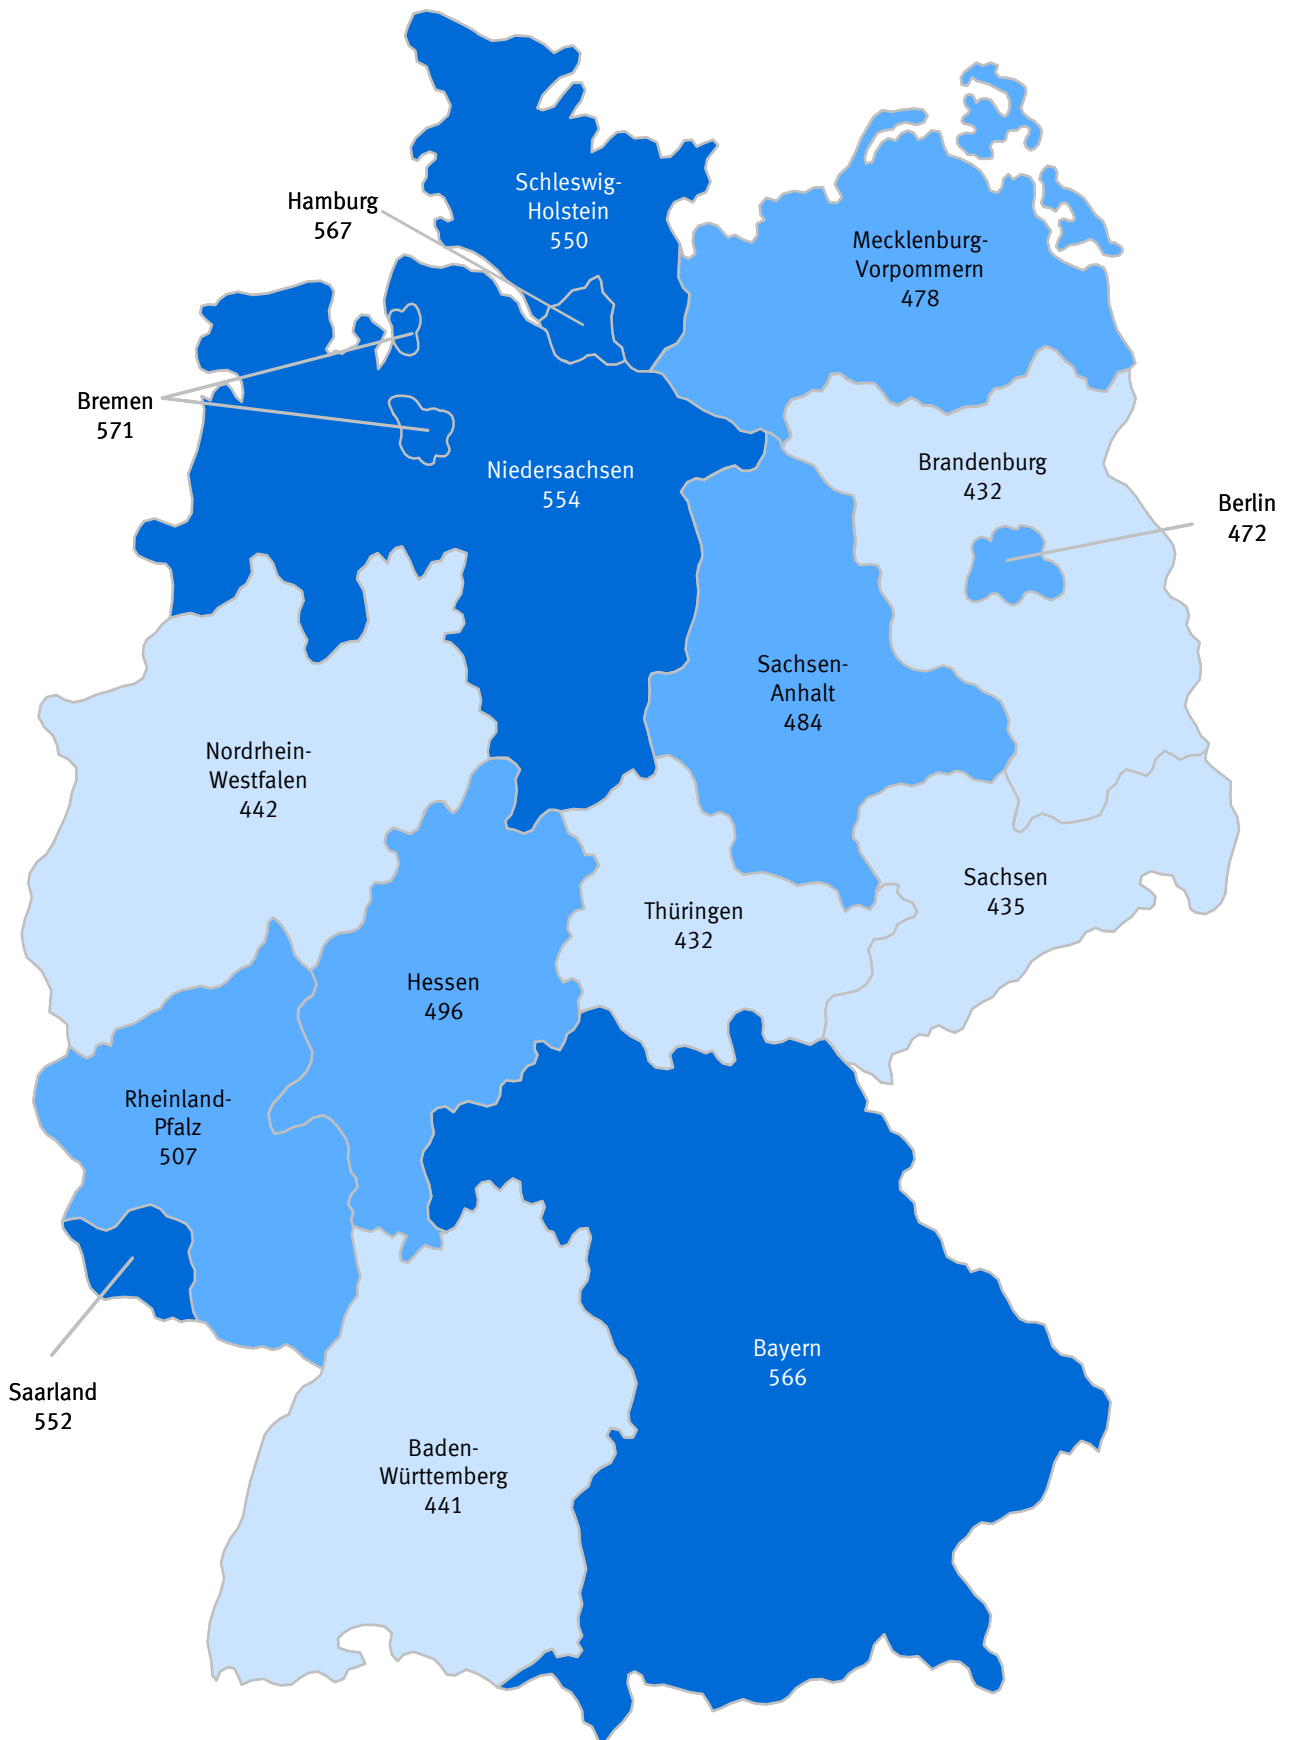 Schleswig-
Holstein
550
Hamburg
567
Mecklenburg-
Vorpommern
478
Bremen
571
Niedersachsen
554
Brandenburg
432
Berlin
472
Sachsen-
Anhalt
484
Nordrhein-
Westfalen
442
Sachsen
435
Thüringen
432
Hessen
496
Rheinland-
Pfalz
507
Saarland
552
Bayern
566
Baden-
Württemberg
441